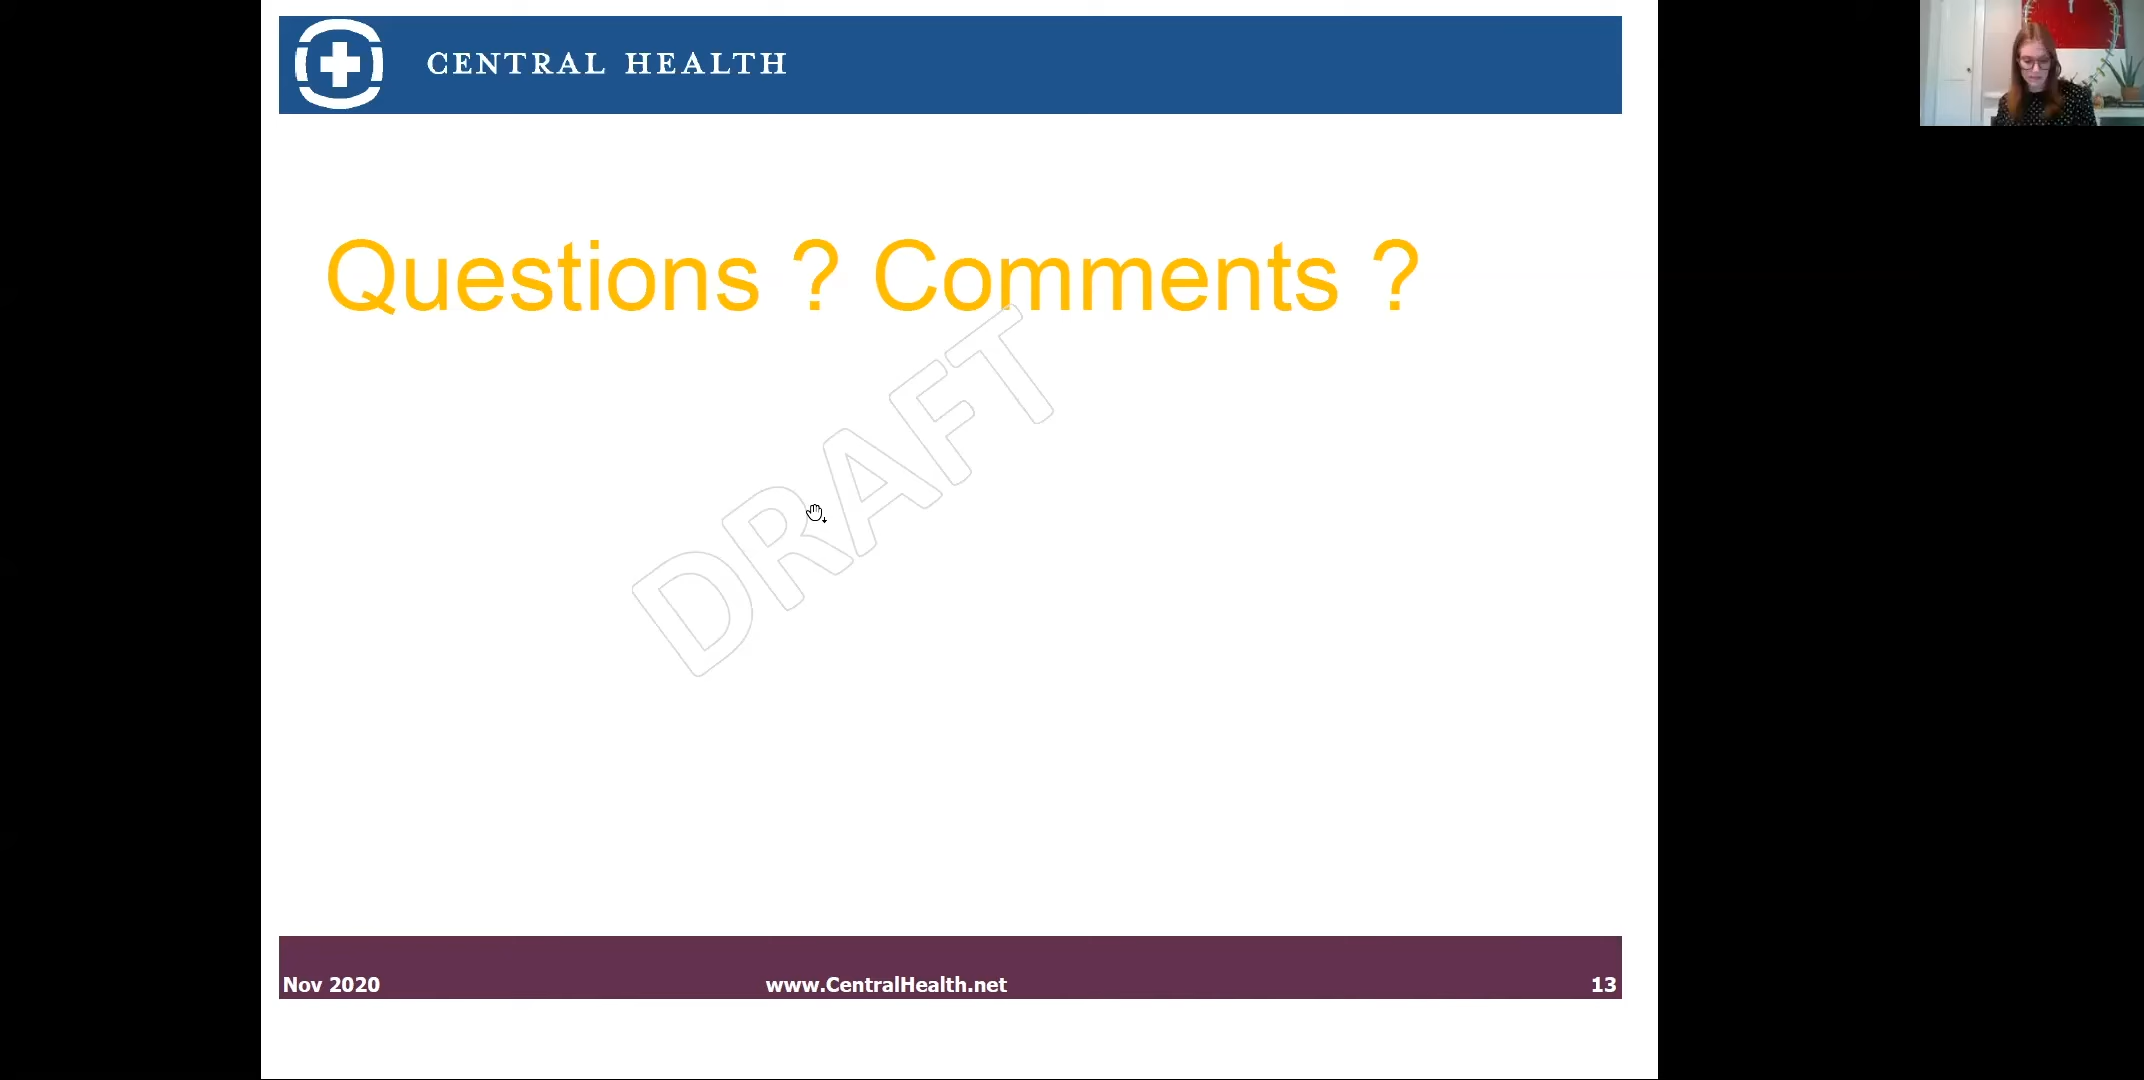 CENTRAL HEALTH
Questions ? Comments ?
DRAFT
Nov 2020 www.CentralHealth.net 13